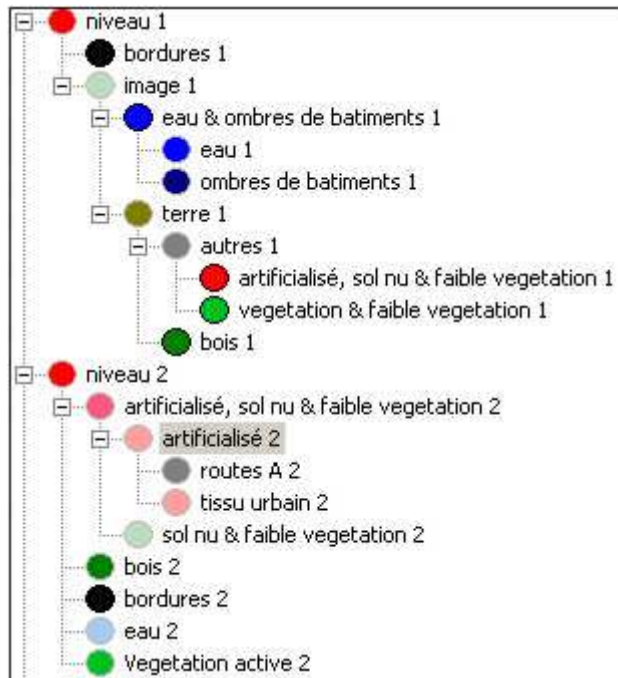 niveau 1
bordures 1
image 1
eau & ombres de batiments 1
eau 1
ombres de batiments 1
terre 1
autres 1
artificialisé, sol nu & faible vegetation 1
vegetation & faible vegetation 1
bois 1
niveau 2
artificialisé, sol nu & faible vegetation 2
artificialisé 2
routes A 2
tissu urbain 2
sol nu & faible vegetation 2
bois 2
bordures 2
eau 2
Vegetation active 2